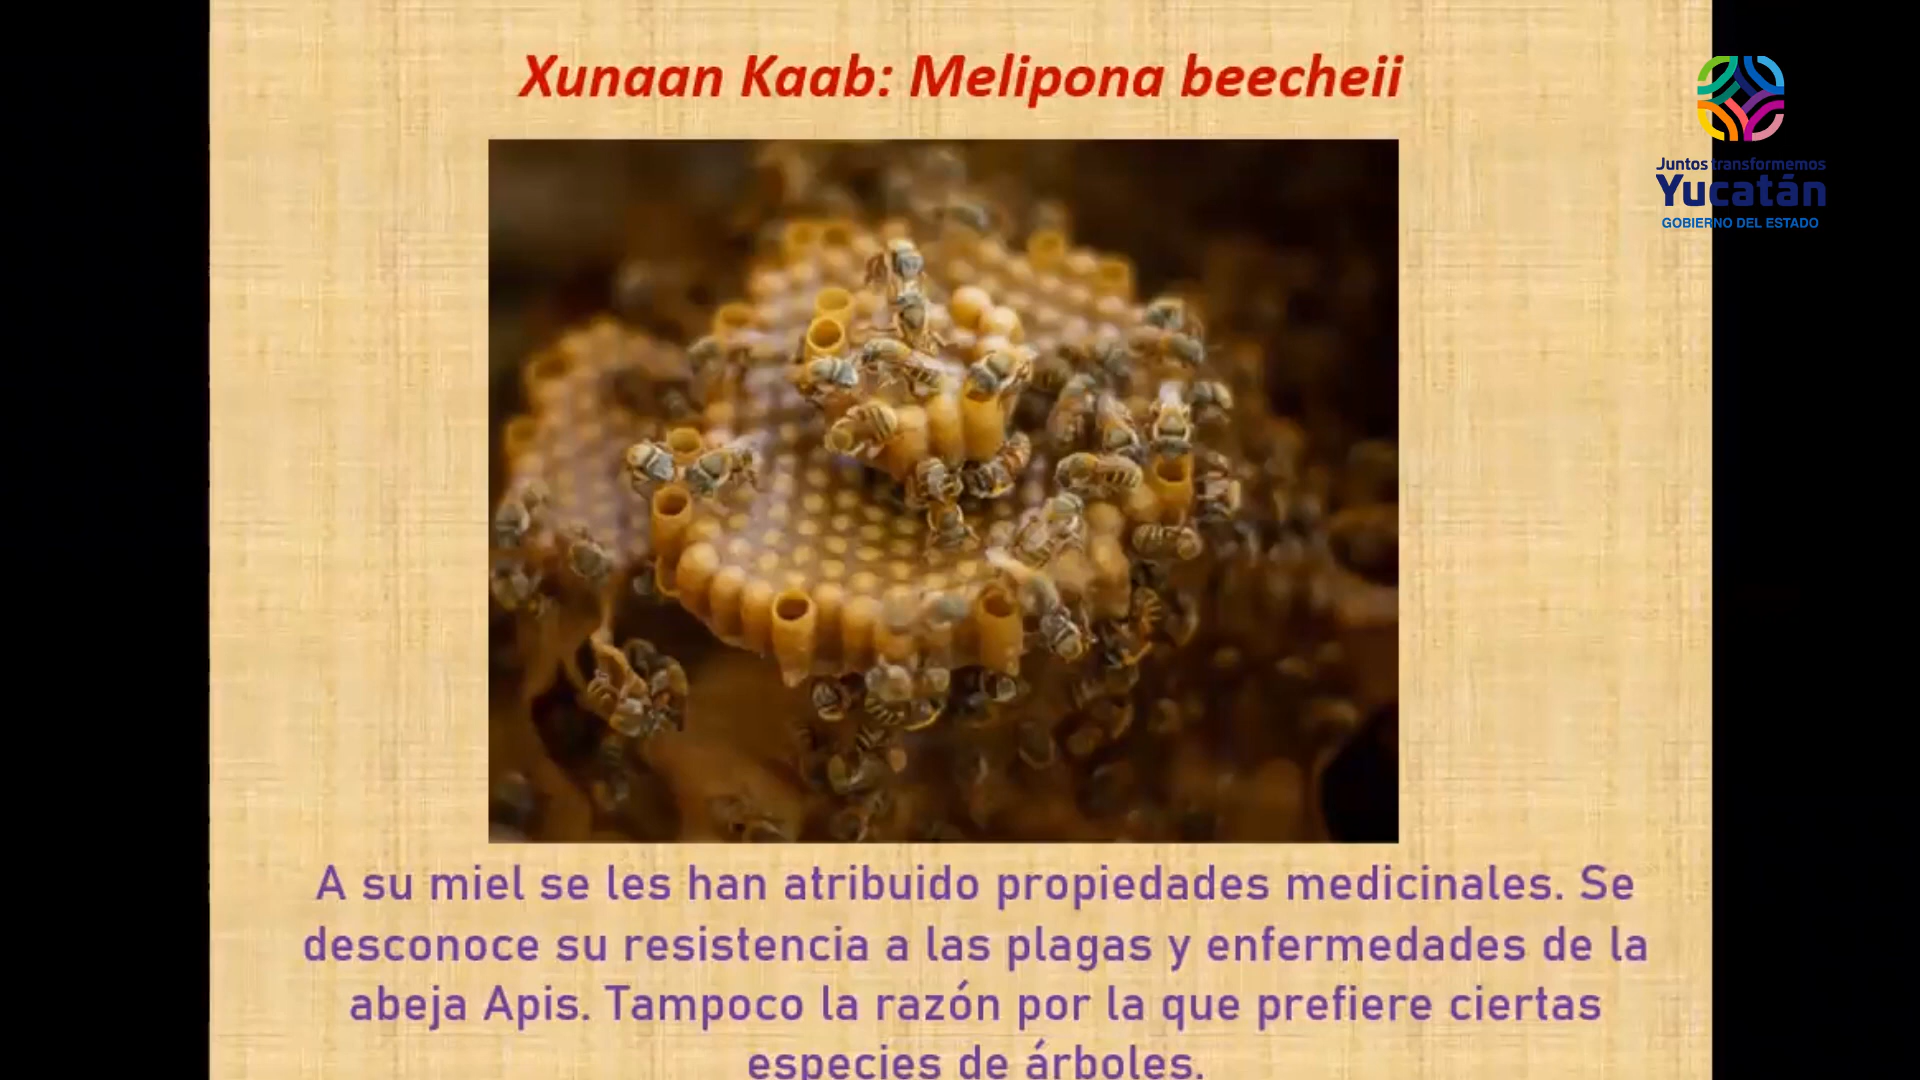 Xunaan Kaab: Melipona beecheii
Juntos transformemos
Yucatán
GOBIERNO DEL ESTADO
A su miel se les han atribuido propiedades medicinales. Se
desconoce su resistencia a las plagas y enfermedades de la
abeja Apis. Tampoco la razón por la que prefiere ciertas
especies de árboles.